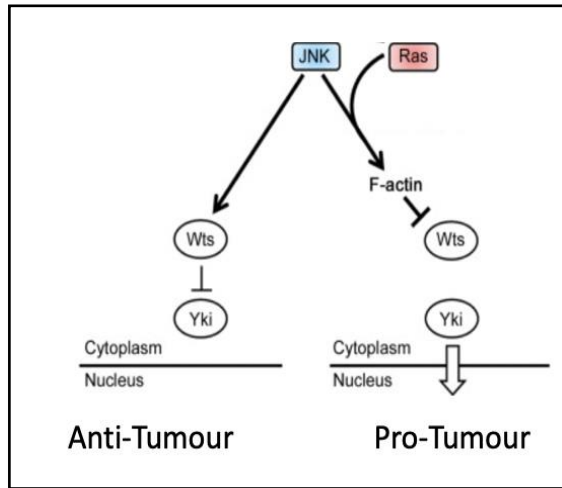 JNK
Ras
F-actin
Wts
Wts
Yki
Yki
Cytoplasm
Cytoplasm
Nucleus
Nucleus
Anti-Tumour
Pro-Tumour